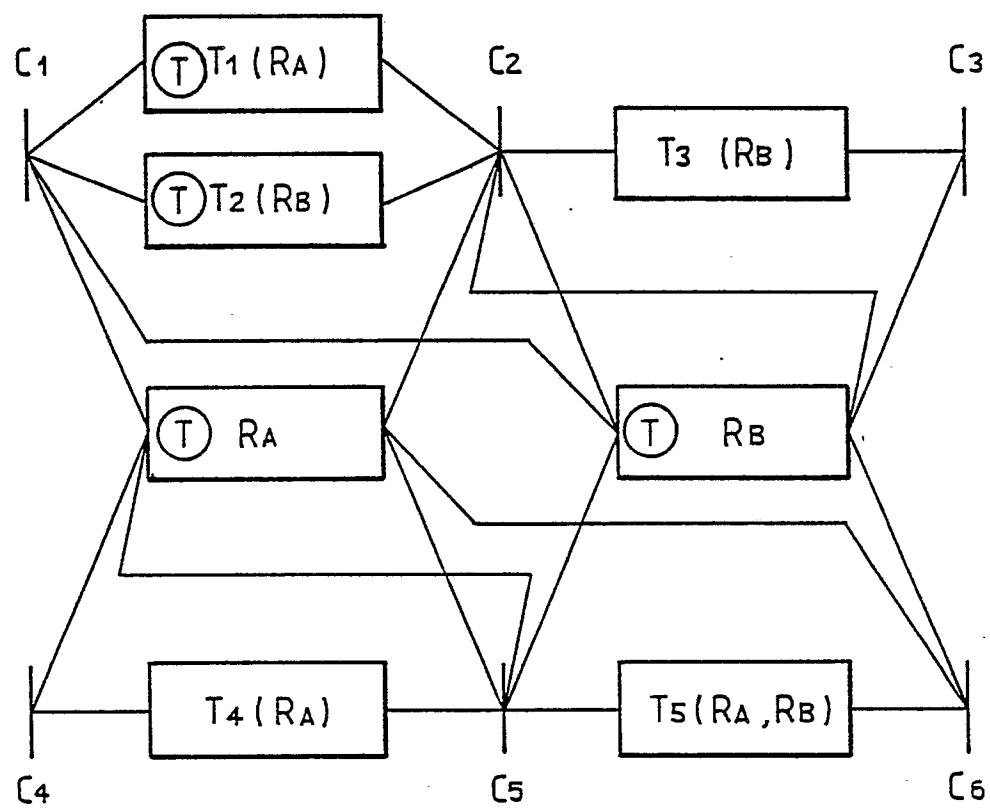 C1
T T1 (RA)
C2
C3
T T2 (RB)
T3 (RB)
T RA
T RB
T4 (RA)
T5 (RA, RB)
C4
C5
C6